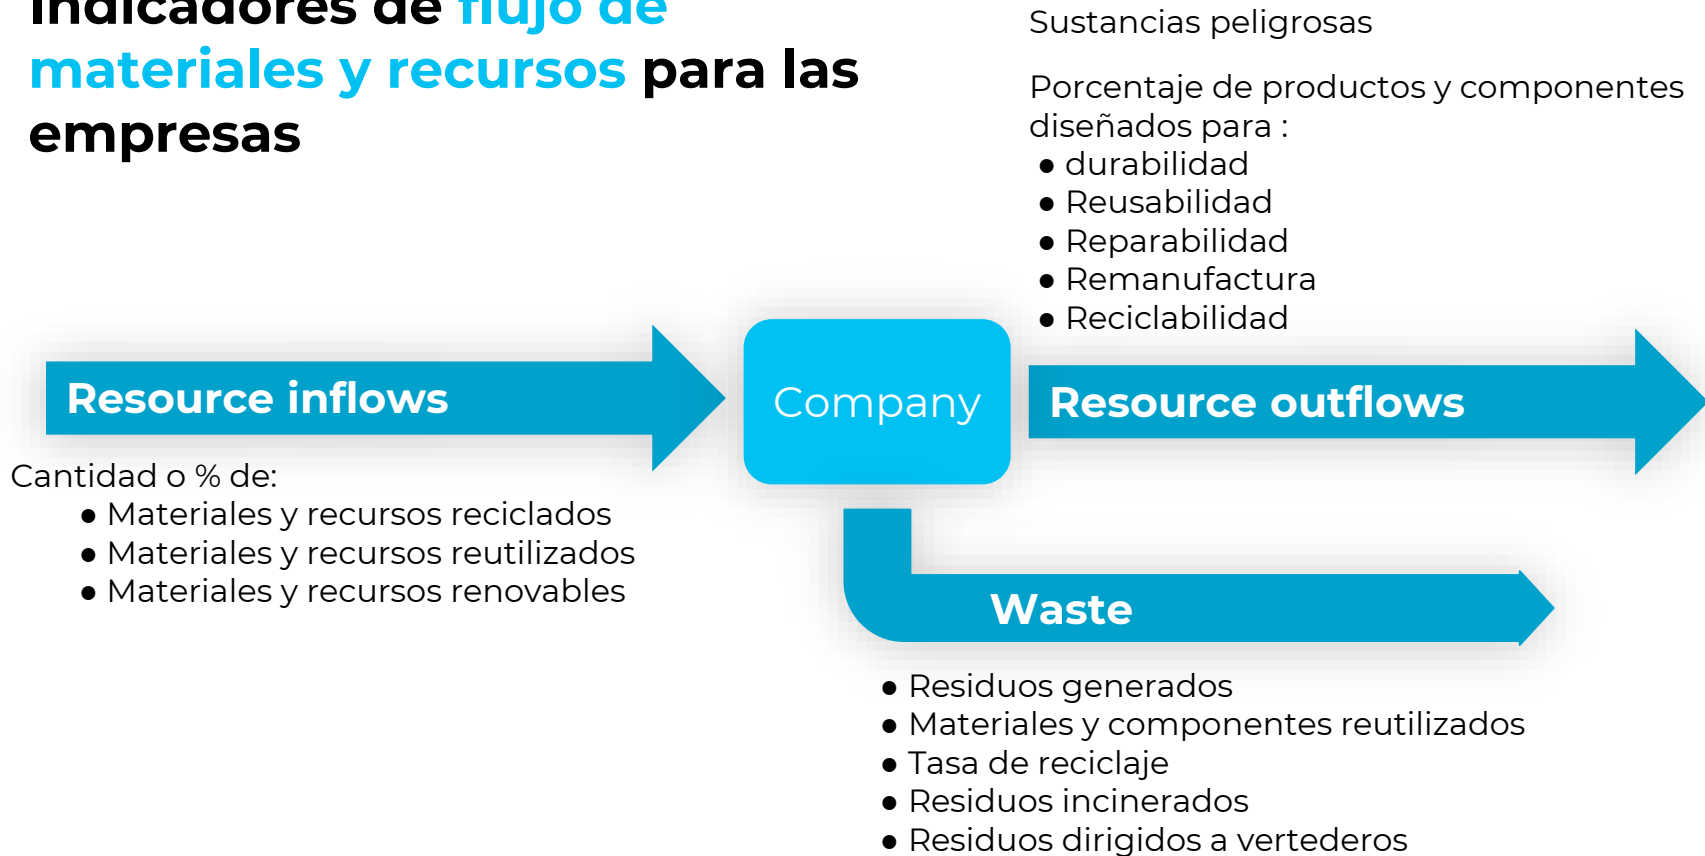 Indicadores de flujo de
materiales y recursos para las
empresas
Sustancias peligrosas
Porcentaje de productos y componentes
diseñados para :
● durabilidad
● Reusabilidad
● Reparabilidad
● Remanufactura
● Reciclabilidad
Resource inflows
Company
Resource outflows
Cantidad o % de:
● Materiales y recursos reciclados
● Materiales y recursos reutilizados
● Materiales y recursos renovables
Waste
● Residuos generados
● Materiales y componentes reutilizados
● Tasa de reciclaje
● Residuos incinerados
● Residuos dirigidos a vertederos